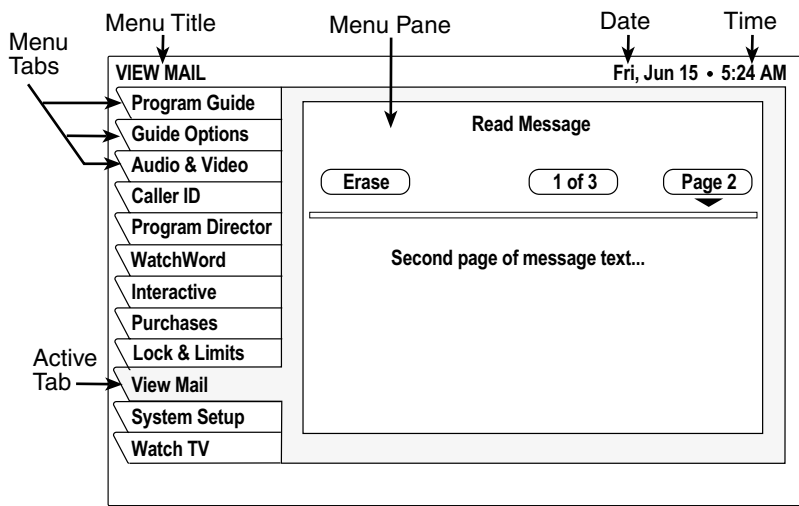 Menu Title
Menu Pane
Date
Time
Menu
Tabs
VIEW MAIL
Fri, Jun 15 • 5:24 AM
Program Guide
Guide Options
Audio & Video
Caller ID
Program Director
WatchWord
Interactive
Purchases
Lock & Limits
Active
Tab
View Mail
System Setup
Watch TV
Read Message
Erase
1 of 3
Page 2
Second page of message text...